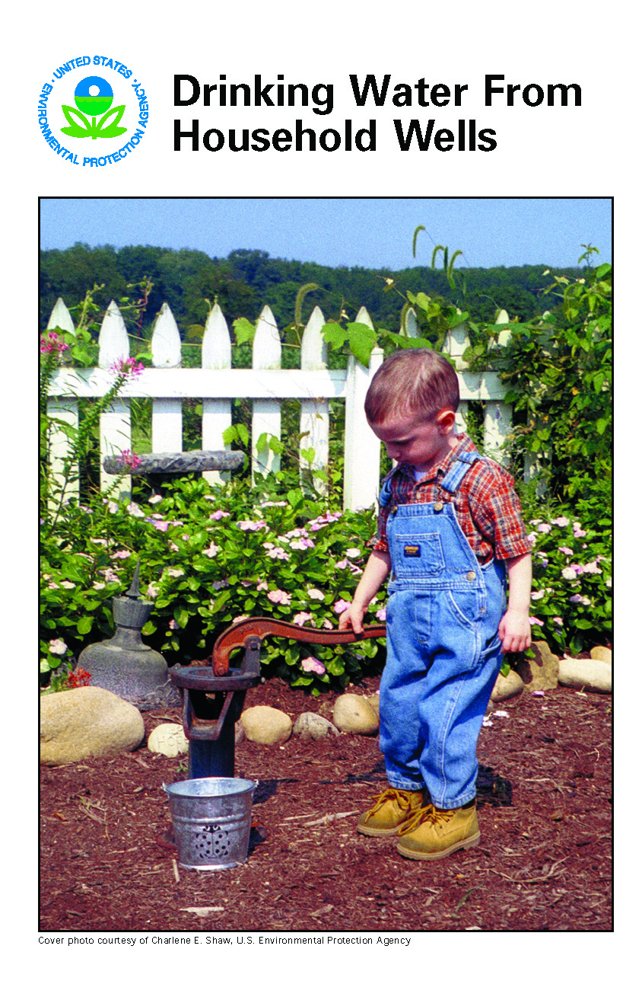 UNITED STATES
ENVIRONMENTAL PROTECTION AGENCY
Drinking Water From
Household Wells
Cover photo courtesy of Charlene E. Shaw, U.S. Environmental Protection Agency